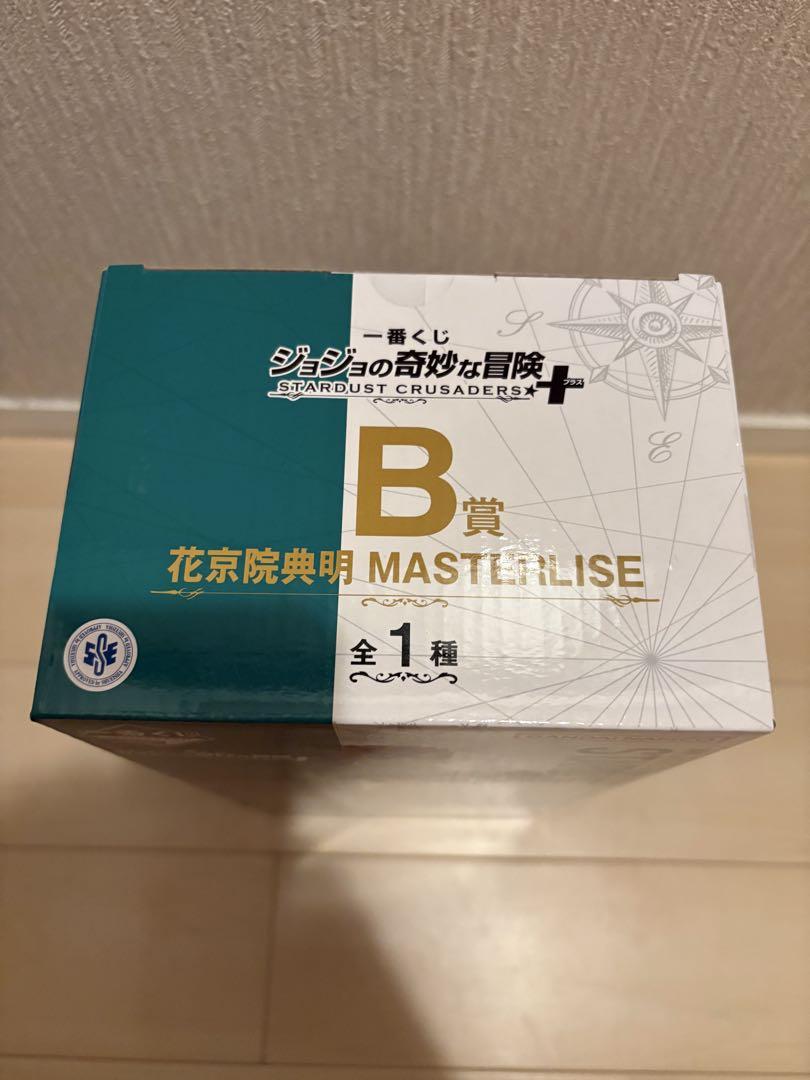 一番くじ
ジョジョの奇妙な冒険
STARDUST CRUSADERS★
プラス
S
E
B賞
花京院典明 MASTERLISE
全1種